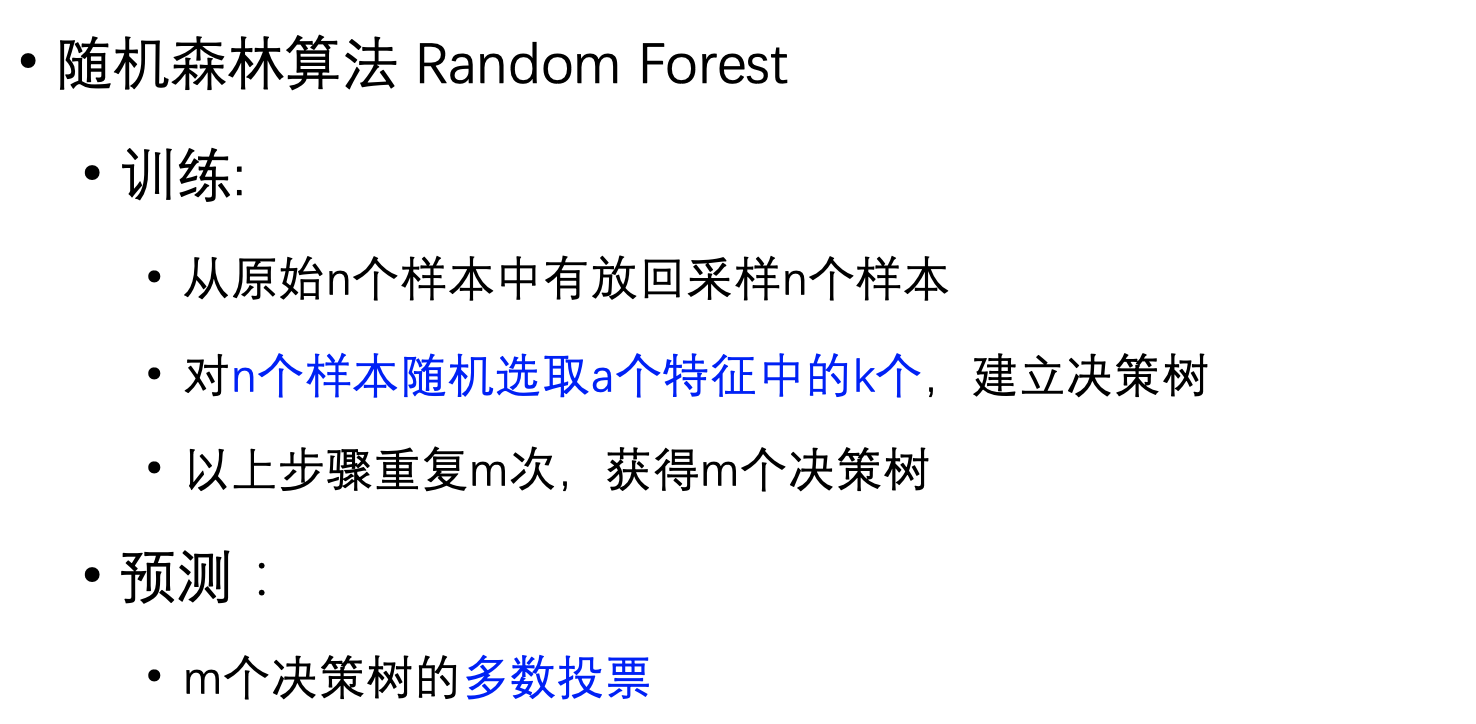 • 随机森林算法 Random Forest
• 训练:
• 从原始n个样本中有放回采样n个样本
• 对n个样本随机选取a个特征中的k个，建立决策树
• 以上步骤重复m次，获得m个决策树
• 预测：
• m个决策树的多数投票